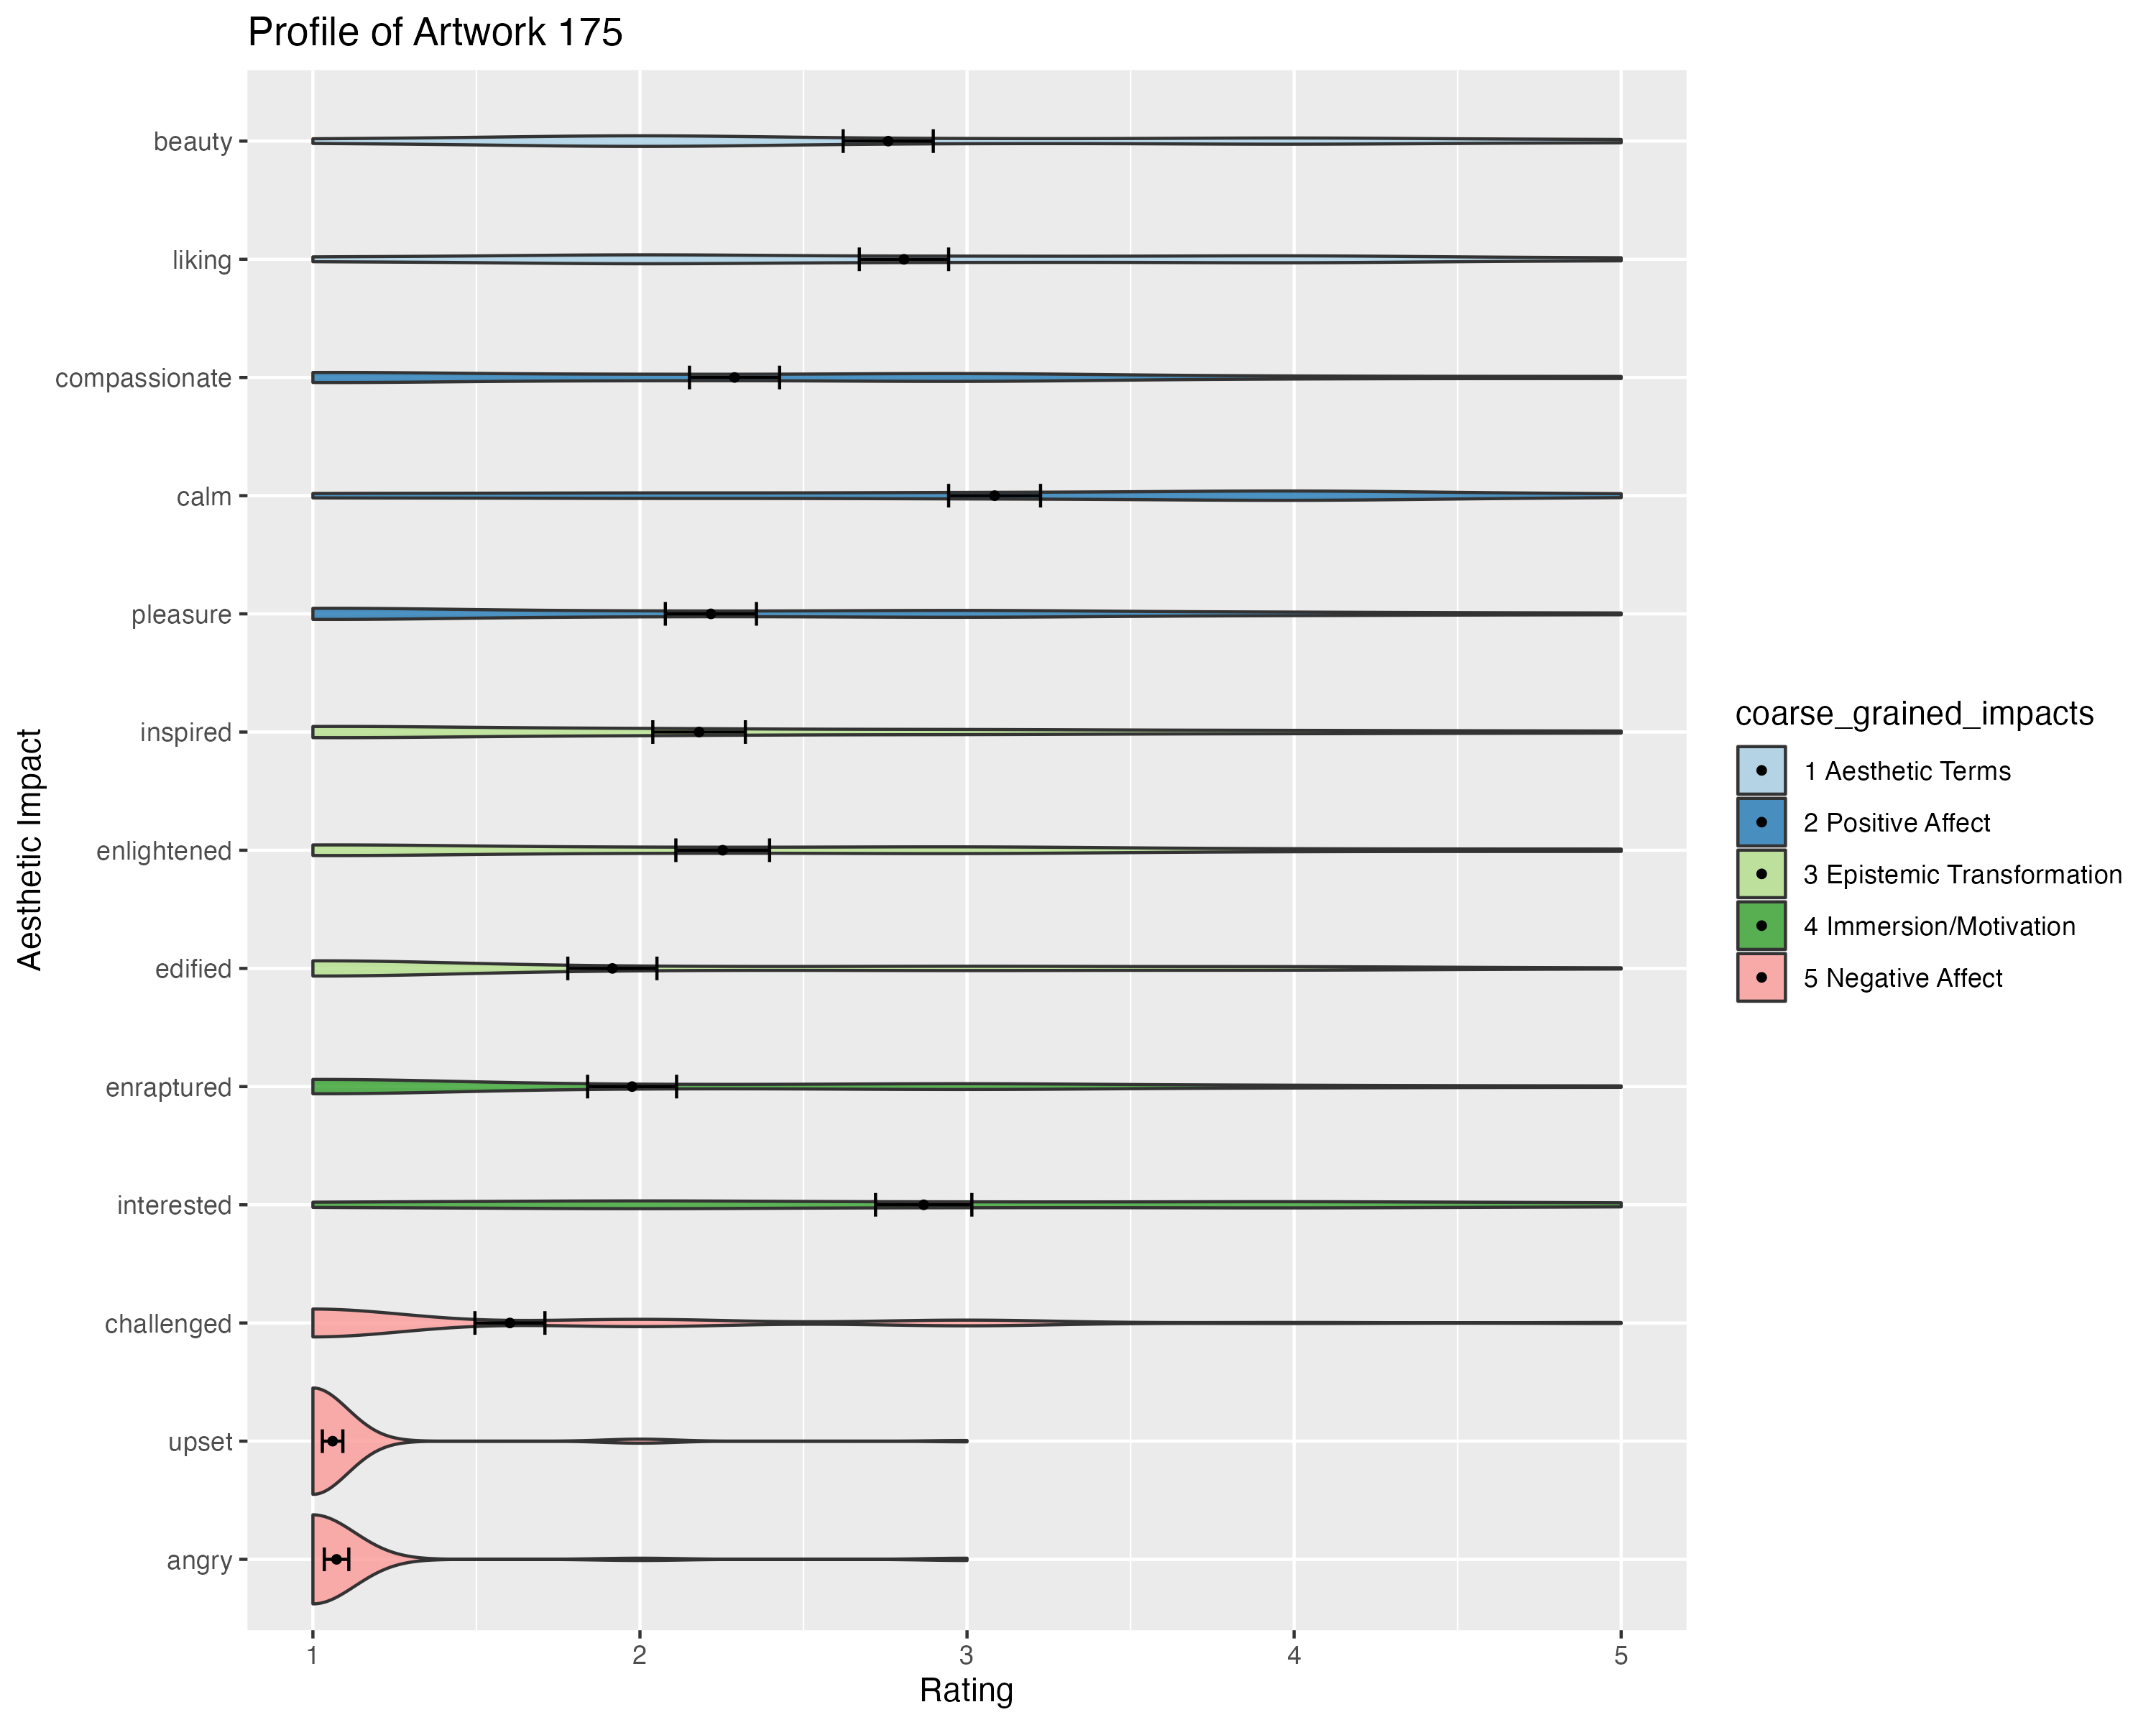 Profile of Artwork 175
Aesthetic Impact
beauty
liking
compassionate
calm
pleasure
inspired
enlightened
edified
enraptured
interested
challenged
upset
angry
1 2 3 4 5
Rating
coarse_grained_impacts
1 Aesthetic Terms
2 Positive Affect
3 Epistemic Transformation
4 Immersion/Motivation
5 Negative Affect